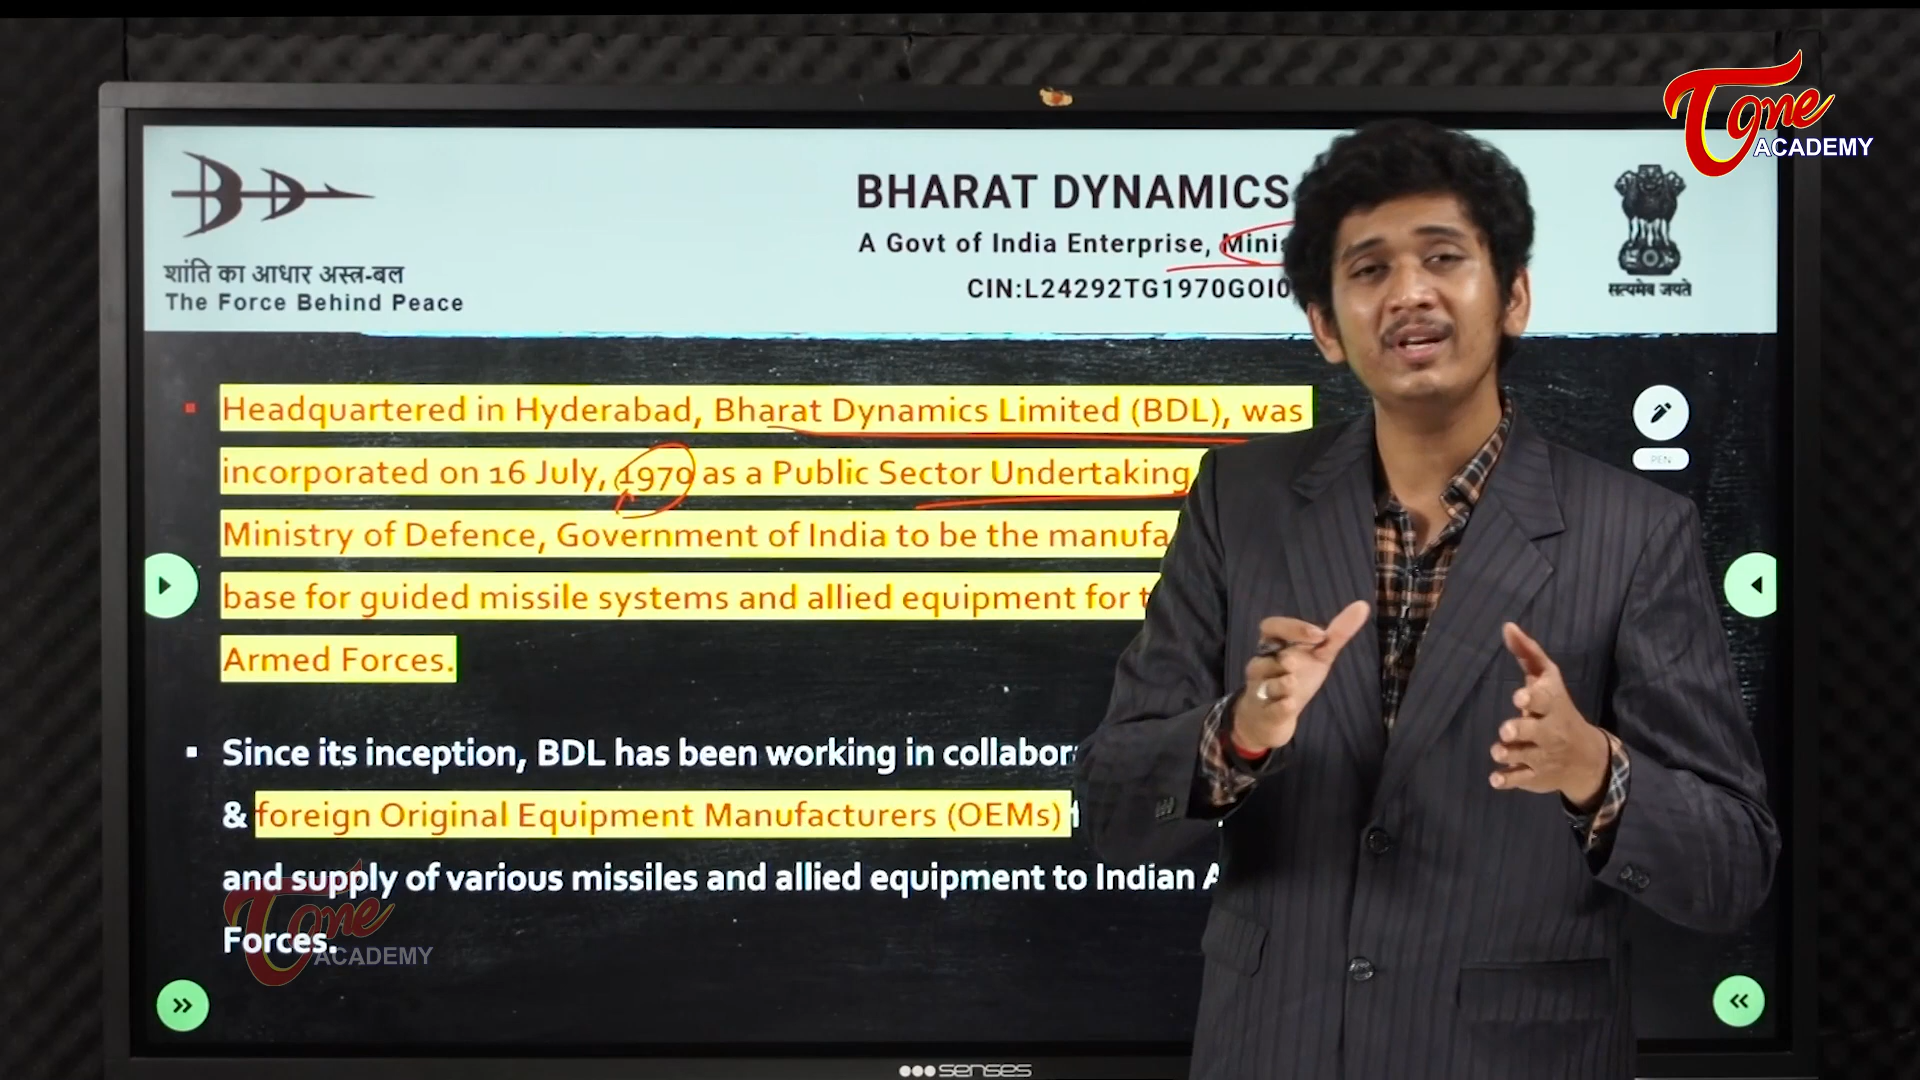 Tone
ACADEMY
BHARAT DYNAMICS
A Govt of India Enterprise,
CIN:L24292TG1970GOI0
शांति का आधार अस्त्र-बल
The Force Behind Peace
सत्यमेव जयते
Headquartered in Hyderabad, Bharat Dynamics Limited (BDL), was
incorporated on 16 July, 1970 as a Public Sector Undertaking
PEN
Ministry of Defence, Government of India to be the
base for guided missile systems and allied equipment for
Armed Forces.
Since its inception, BDL has been working in
& foreign Original Equipment Manufacturers (OEMs)
and supply of various missiles and allied equipment to Indian
Forces.
Tone
ACADEMY
senses